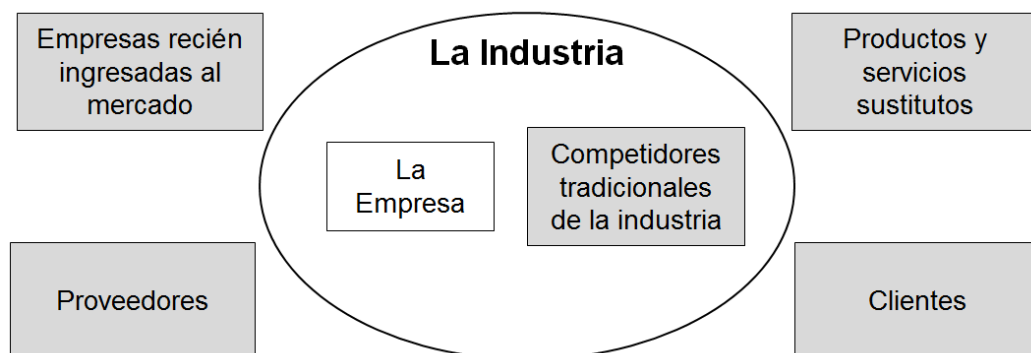 Empresas recién
ingresadas al
mercado
La Industria
Productos y
servicios
sustitutos
La
Empresa
Competidores
tradicionales
de la industria
Proveedores
Clientes